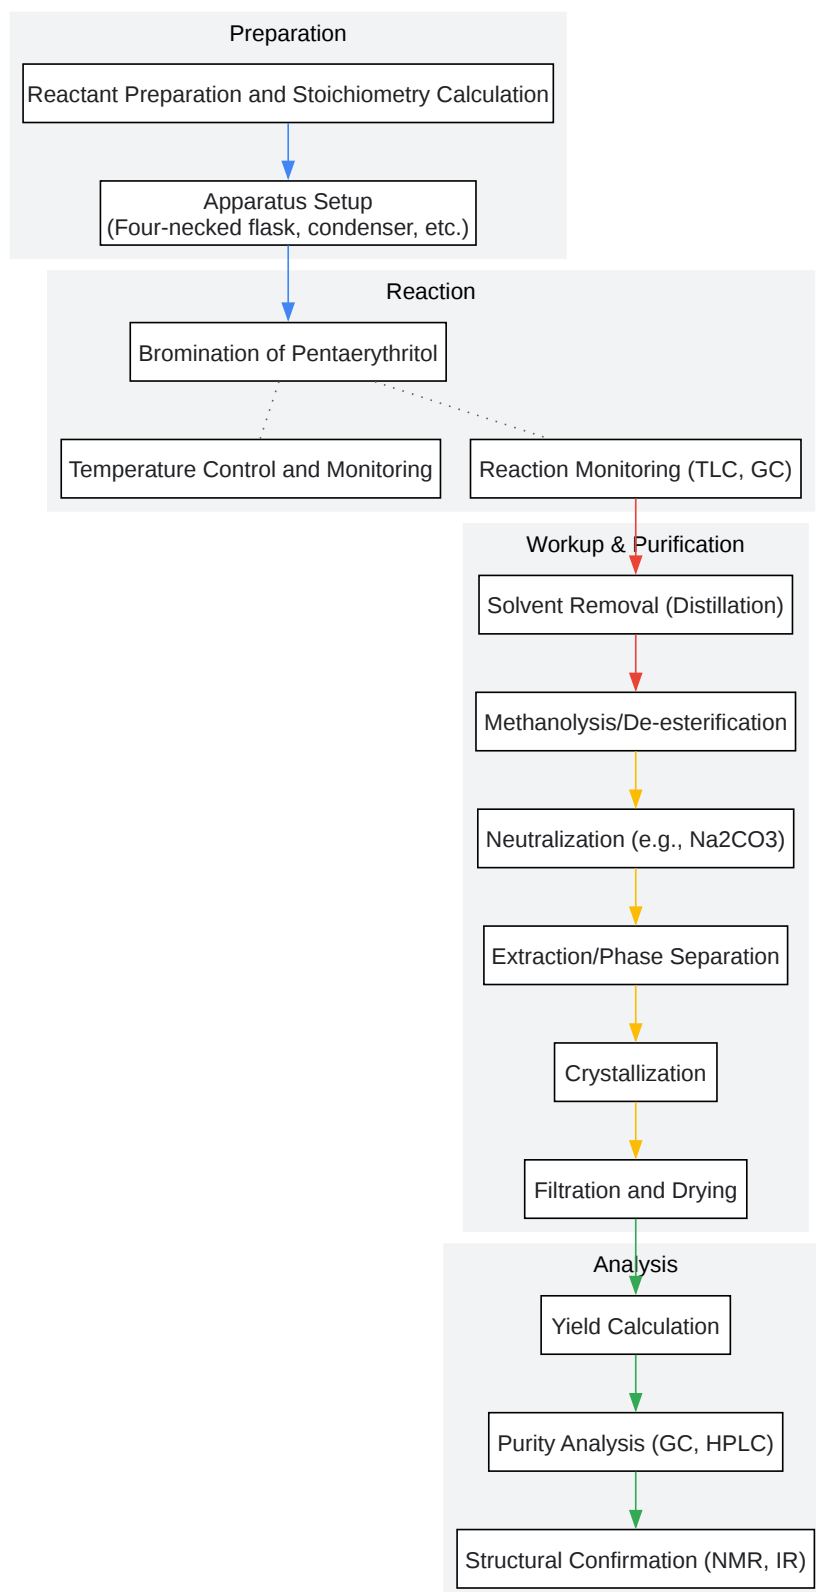 Preparation
Reactant Preparation and Stoichiometry Calculation
Apparatus Setup
(Four-necked flask, condenser, etc.)
Reaction
Bromination of Pentaerythritol
Temperature Control and Monitoring
Reaction Monitoring (TLC, GC)
Workup & Purification
Solvent Removal (Distillation)
Methanolysis/De-esterification
Neutralization (e.g., Na2CO3)
Extraction/Phase Separation
Crystallization
Filtration and Drying
Analysis
Yield Calculation
Purity Analysis (GC, HPLC)
Structural Confirmation (NMR, IR)